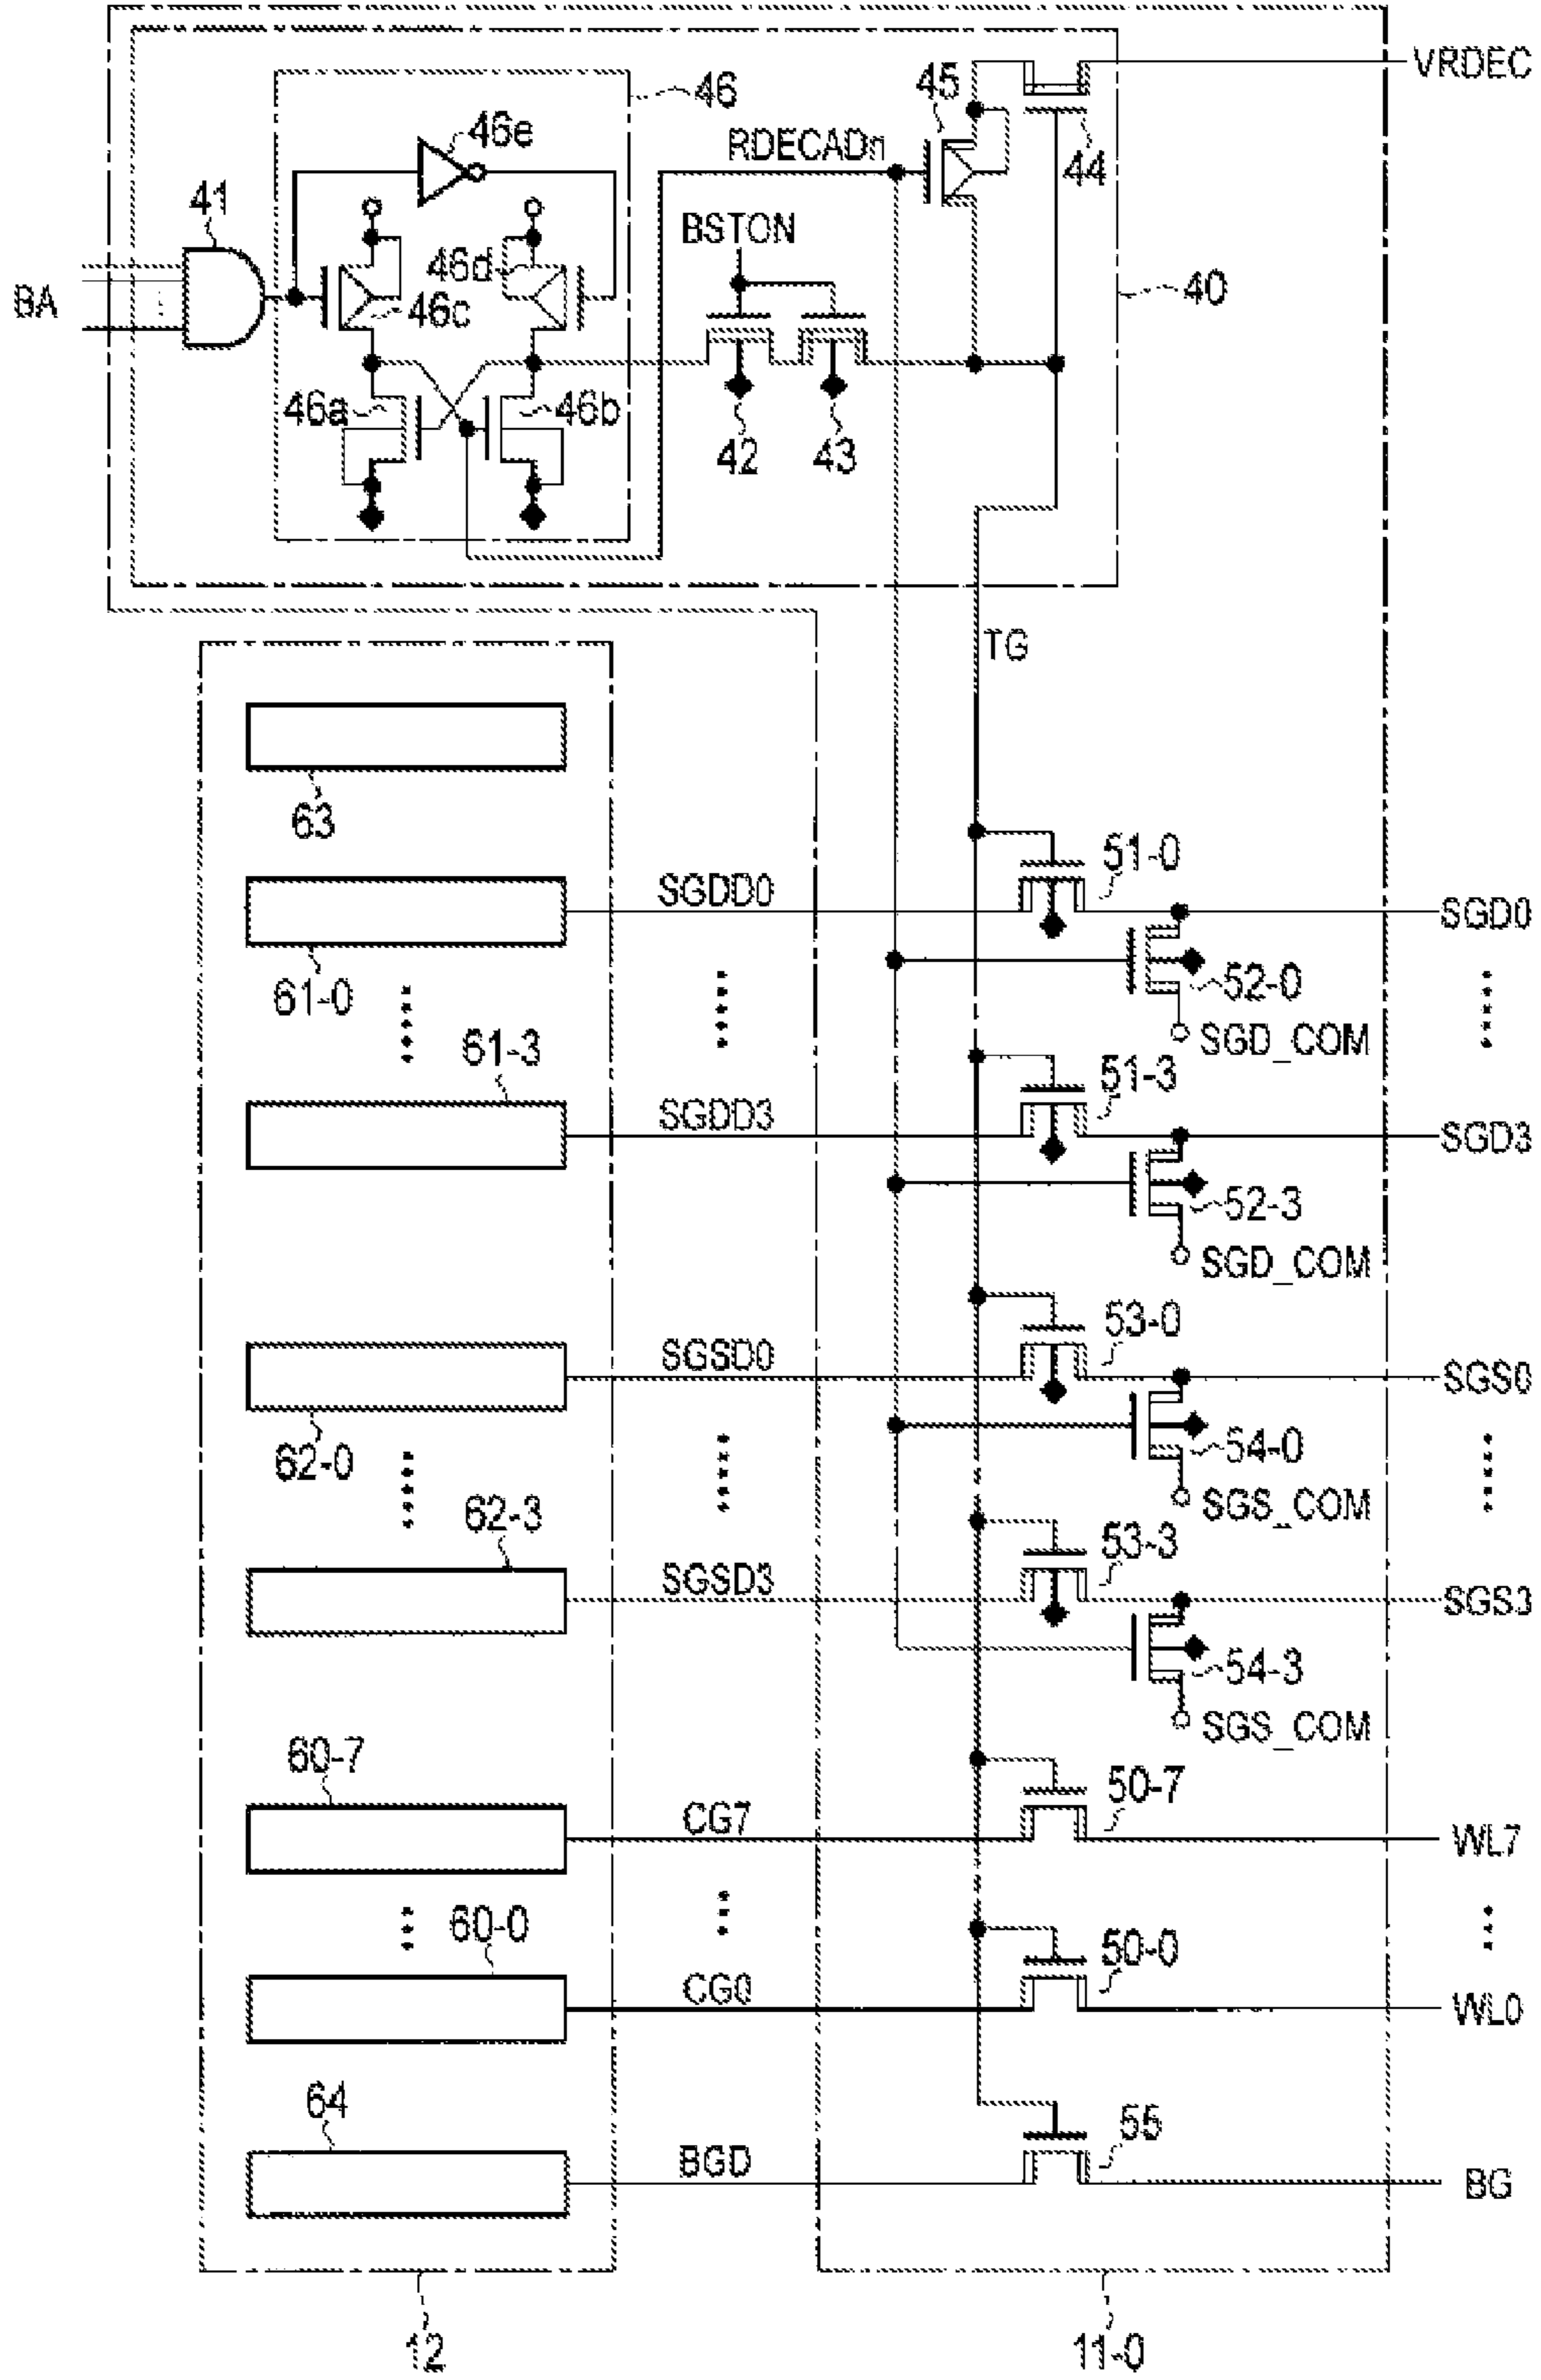 VRDEC
46
45
46e
RDECADn
44
41
BSTON
46d
40
BA
46c
46a
46b
42
43
TG
63
51-0
SGDD0
SGD0
61-0
52-0
61-3
SGD_COM
51-3
SGDD3
SGD3
52-3
SGD_COM
53-0
SGSD0
SGS0
62-0
54-0
62-3
SGS_COM
53-3
SGSD3
SGS3
54-3
SGS_COM
60-7
50-7
CG7
WL7
60-0
50-0
CG0
WL0
64
55
BGD
BG
12
11-0